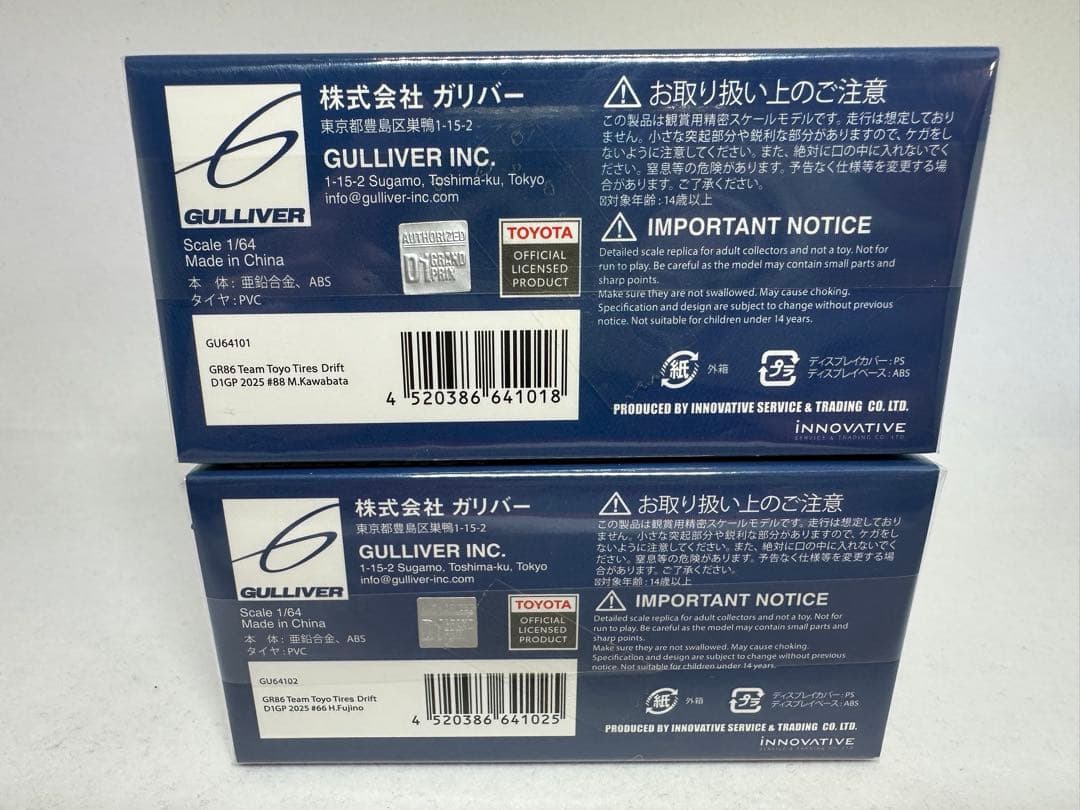 GULLIVER
株式会社 ガリバー
東京都豊島区巣鴨1-15-2
GULLIVER INC.
1-15-2 Sugamo, Toshima-ku, Tokyo
info@gulliver-inc.com
Scale 1/64
Made in China
本　体 : 亜鉛合金、ABS
タイヤ : PVC
AUTHORIZED
D1 GRAND PRIX
TOYOTA
OFFICIAL
LICENSED
PRODUCT
GU64101
GR86 Team Toyo Tires Drift
D1GP 2025 #88 M.Kawabata
4 520386 641018
お取り扱い上のご注意
この製品は観賞用精密スケールモデルです。走行は想定しており
ません。小さな突起部分や鋭利な部分がありますので、ケガをし
ないように注意してください。また、絶対に口の中に入れないでく
ださい。窒息等の危険があります。予告なく仕様等を変更する場
合があります。ご了承ください。
対象年齢 : 14歳以上
IMPORTANT NOTICE
Detailed scale replica for adult collectors and not a toy. Not for
run to play. Be careful as the model may contain small parts and
sharp points.
Make sure they are not swallowed. May cause choking.
Specification and design are subject to change without previous
notice. Not suitable for children under 14 years.
紙 外箱
プラ
ディスプレイカバー : PS
ディスプレイベース : ABS
PRODUCED BY INNOVATIVE SERVICE & TRADING CO. LTD.
iNNOVATIVE
SERVICE & TRADING CO. LTD.
GULLIVER
株式会社 ガリバー
東京都豊島区巣鴨1-15-2
GULLIVER INC.
1-15-2 Sugamo, Toshima-ku, Tokyo
info@gulliver-inc.com
Scale 1/64
Made in China
本　体 : 亜鉛合金、ABS
タイヤ : PVC
TOYOTA
OFFICIAL
LICENSED
PRODUCT
GU64102
GR86 Team Toyo Tires Drift
D1GP 2025 #66 H.Fujino
4 520386 641025
お取り扱い上のご注意
この製品は観賞用精密スケールモデルです。走行は想定しており
ません。小さな突起部分や鋭利な部分がありますので、ケガをし
ないように注意してください。また、絶対に口の中に入れないでく
ださい。窒息等の危険があります。予告なく仕様等を変更する場
合があります。ご了承ください。
対象年齢 : 14歳以上
IMPORTANT NOTICE
Detailed scale replica for adult collectors and not a toy. Not for
run to play. Be careful as the model may contain small parts and
sharp points.
Make sure they are not swallowed. May cause choking.
Specification and design are subject to change without previous
notice. Not suitable for children under 14 years.
紙 外箱
プラ
ディスプレイカバー : PS
ディスプレイベース : ABS
PRODUCED BY INNOVATIVE SERVICE & TRADING CO. LTD.
iNNOVATIVE
SERVICE & TRADING CO. LTD.